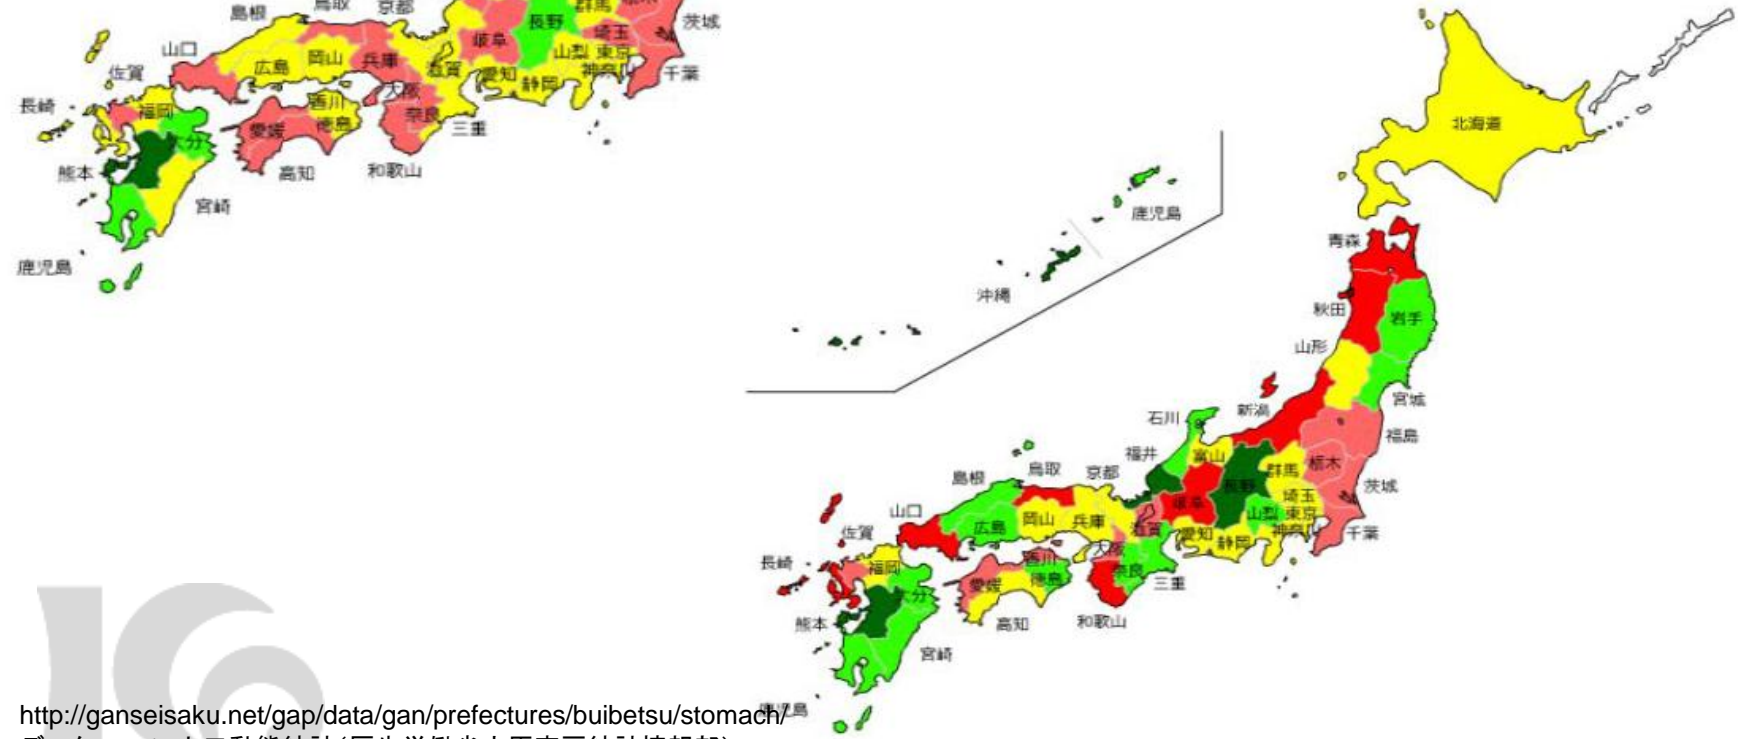 島根
鳥取
京都
群馬
栃木
長野
茨城
岐阜
埼玉
山口
岡山
兵庫
山梨
東京
広島
滋賀
愛知
神奈川
千葉
佐賀
静岡
大阪
長崎
福岡
香川
奈良
愛媛
徳島
三重
大分
熊本
高知
和歌山
宮崎
鹿児島
鹿児島
沖縄
北海道
青森
秋田
岩手
山形
宮城
石川
新潟
福島
福井
富山
群馬
栃木
島根
鳥取
京都
長野
茨城
岐阜
埼玉
山口
山梨
東京
広島
岡山
兵庫
滋賀
愛知
静岡
神奈川
千葉
佐賀
大阪
長崎
福岡
香川
奈良
愛媛
徳島
三重
大分
熊本
高知
和歌山
宮崎
鹿児島
http://ganseisaku.net/gap/data/gan/prefectures/buibetsu/stomach/